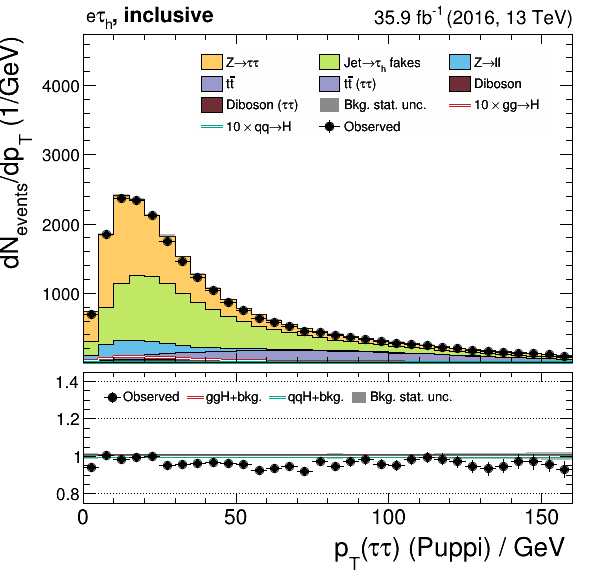 eτh, inclusive 35.9 fb-1 (2016, 13 TeV)
dNevents/dpT (1/GeV)
4000
3000
2000
1000
Z→ττ Jet→τh fakes Z→ll
tt̄ tt̄ (ττ) Diboson
Diboson (ττ) Bkg. stat. unc. 10 × gg→H
10 × qq→H Observed
1.4
1.2
1
0.8
Observed ggH+bkg. qqH+bkg. Bkg. stat. unc.
0 50 100 150
pT(ττ) (Puppi) / GeV